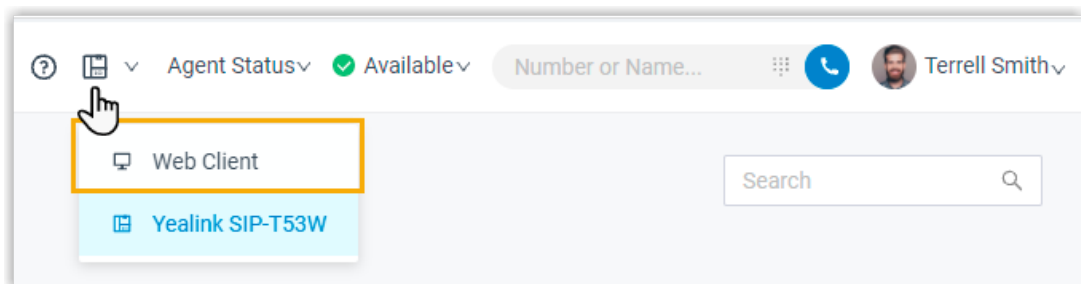 Agent Status Available Number or Name... Terrell Smith
Web Client
Search
Yealink SIP-T53W